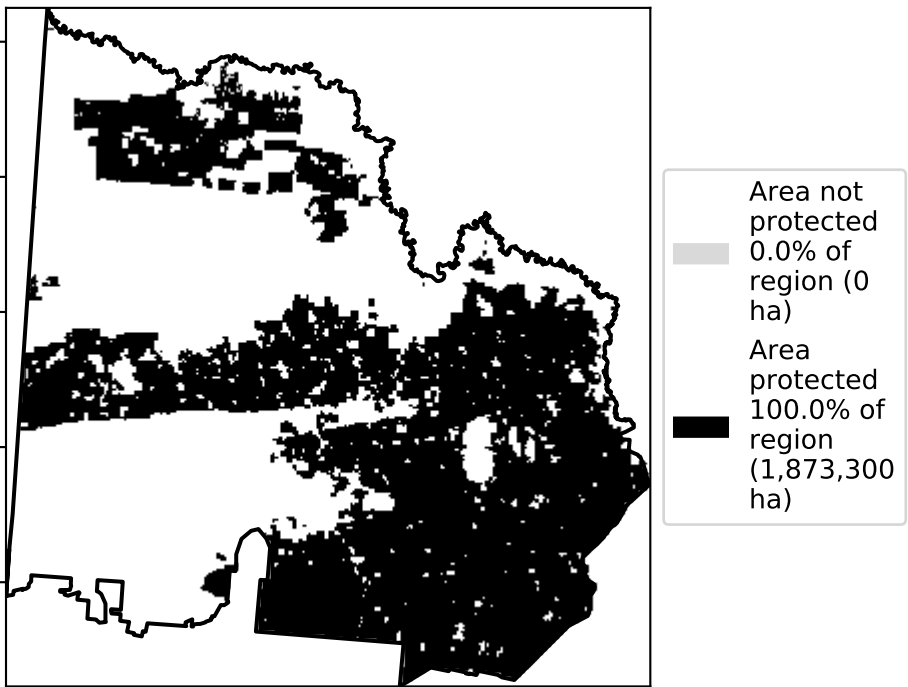 Area not
protected
0.0% of
region (0
ha)
Area
protected
100.0% of
region
(1,873,300
ha)